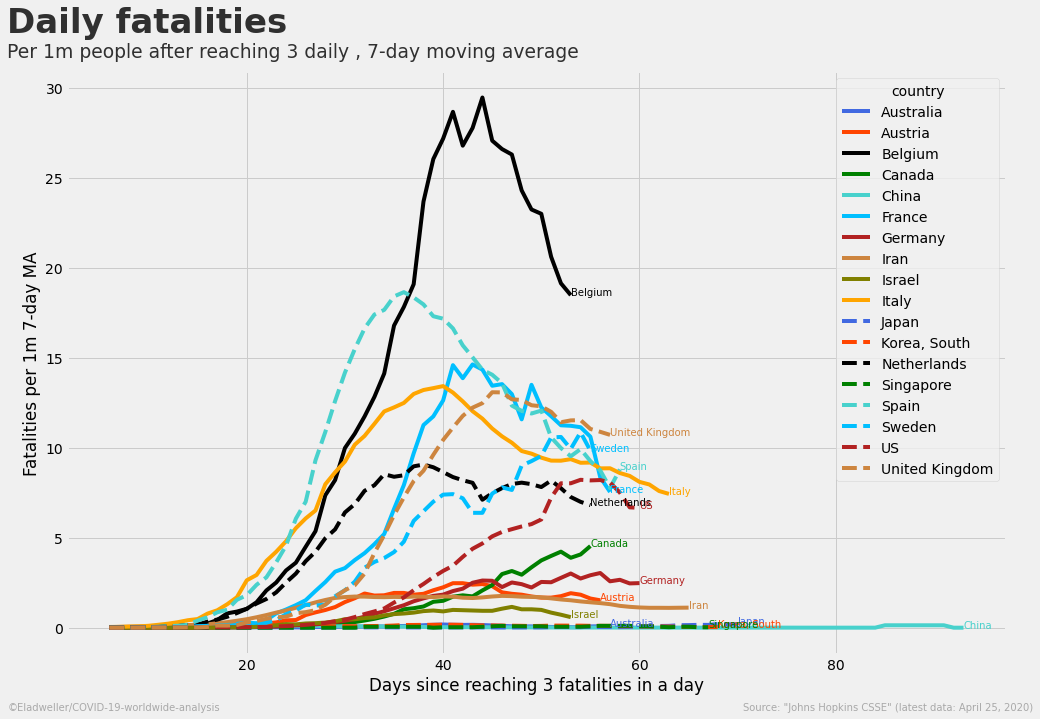 Daily fatalities
Per 1m people after reaching 3 daily , 7-day moving average
Fatalities per 1m 7-day MA
30
25
20
15
10
5
0
country
Australia
Austria
Belgium
Canada
China
France
Germany
Iran
Israel
Italy
Japan
Korea, South
Netherlands
Singapore
Spain
Sweden
US
United Kingdom
Belgium
United Kingdom
Sweden
Spain
France
Italy
Netherlands
US
Canada
Germany
Austria
Iran
Israel
Australia
Singapore
Korea, South
Japan
China
20
40
60
80
Days since reaching 3 fatalities in a day
©Eladweller/COVID-19-worldwide-analysis
Source: "Johns Hopkins CSSE" (latest data: April 25, 2020)